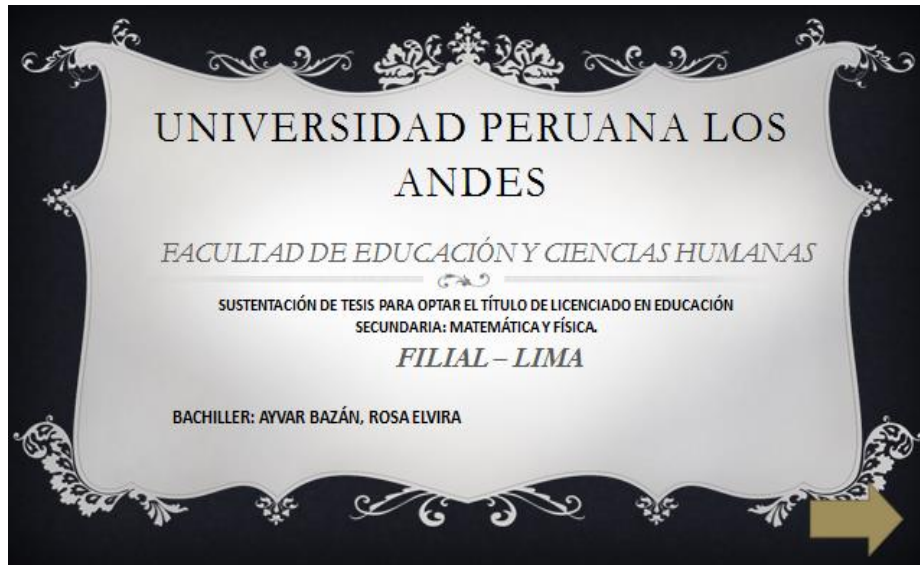 UNIVERSIDAD PERUANA LOS
ANDES
FACULTAD DE EDUCACIÓN Y CIENCIAS HUMANAS
SUSTENTACIÓN DE TESIS PARA OPTAR EL TÍTULO DE LICENCIADO EN EDUCACIÓN
SECUNDARIA: MATEMÁTICA Y FÍSICA.
FILIAL – LIMA
BACHILLER: AYVAR BAZÁN, ROSA ELVIRA